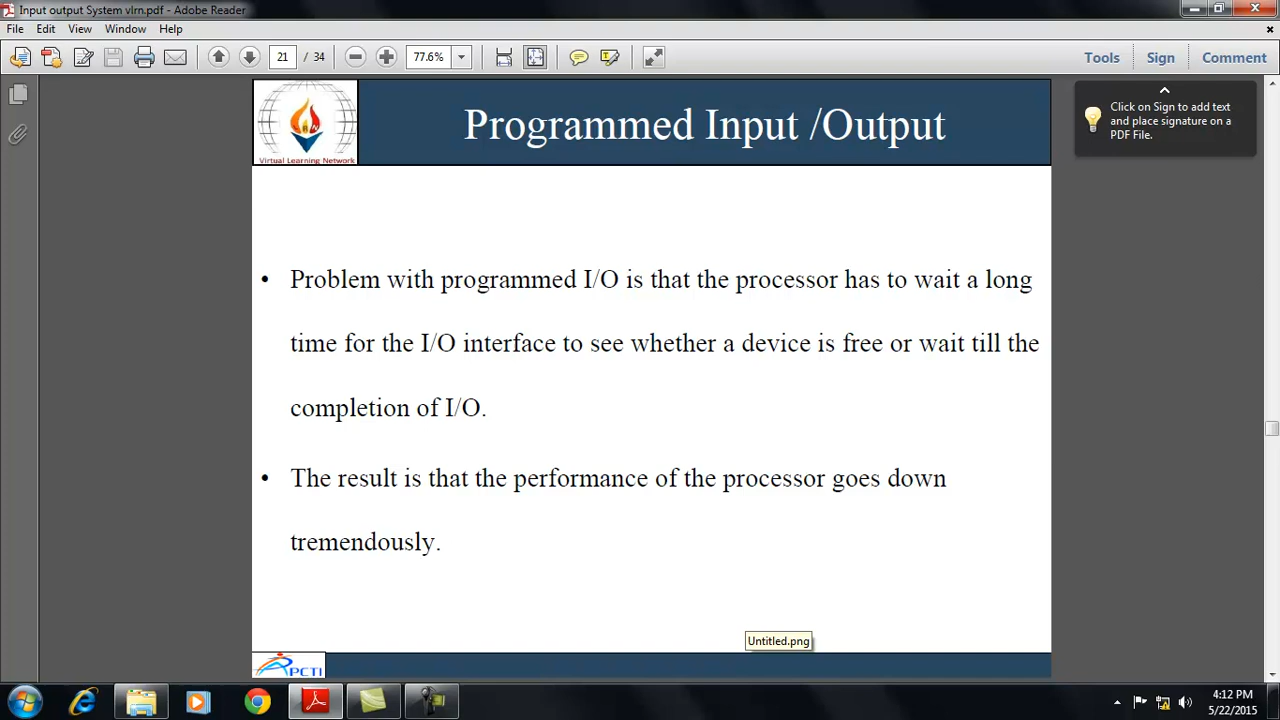 Input output System vlrn.pdf - Adobe Reader
File Edit View Window Help
21 / 34 77.6% Tools Sign Comment
Click on Sign to add text
and place signature on a
PDF File.
Virtual Learning Network
Programmed Input /Output
• Problem with programmed I/O is that the processor has to wait a long
time for the I/O interface to see whether a device is free or wait till the
completion of I/O.
• The result is that the performance of the processor goes down
tremendously.
Untitled.png
PCTI
4:12 PM
5/22/2015